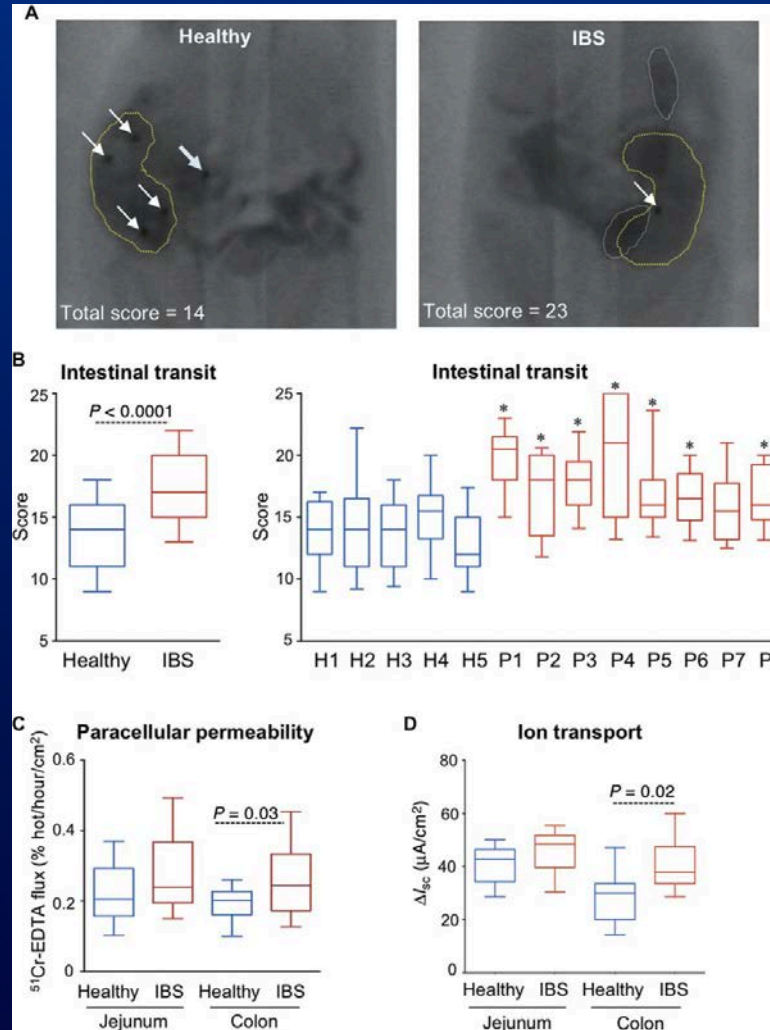 A
Healthy
IBS
Total score = 14
Total score = 23
B
Intestinal transit
Intestinal transit
P < 0.0001
Score
25
20
15
10
5
Healthy IBS
Score
25
20
15
10
5
* * * * * * *
H1 H2 H3 H4 H5 P1 P2 P3 P4 P5 P6 P7 P
C
Paracellular permeability
D
Ion transport
⁵¹Cr-EDTA flux (% hot/hour/cm²)
0.6
0.4
0.2
0
P = 0.03
Healthy IBS Healthy IBS
Jejunum Colon
ΔIsc (μA/cm²)
80
60
40
20
0
P = 0.02
Healthy IBS Healthy IBS
Jejunum Colon